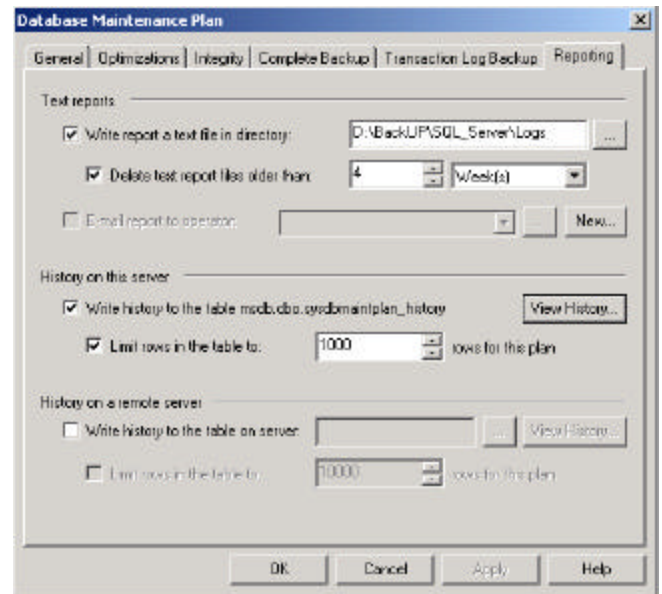 Database Maintenance Plan
General Optimizations Integrity Complete Backup Transaction Log Backup Reporting
Text reports
Write report a text file in directory: D:\BackUP\SQL_Server\Logs ...
Delete text report files older than: 4 Week(s)
E-mail report to operator: ... New...
History on this server
Write history to the table msdb.dbo.sysdbmaintplan_history View History...
Limit rows in the table to: 1000 rows for this plan
History on a remote server
Write history to the table on server: ... View History...
Limit rows in the table to: 10000 rows for this plan
OK Cancel Apply Help